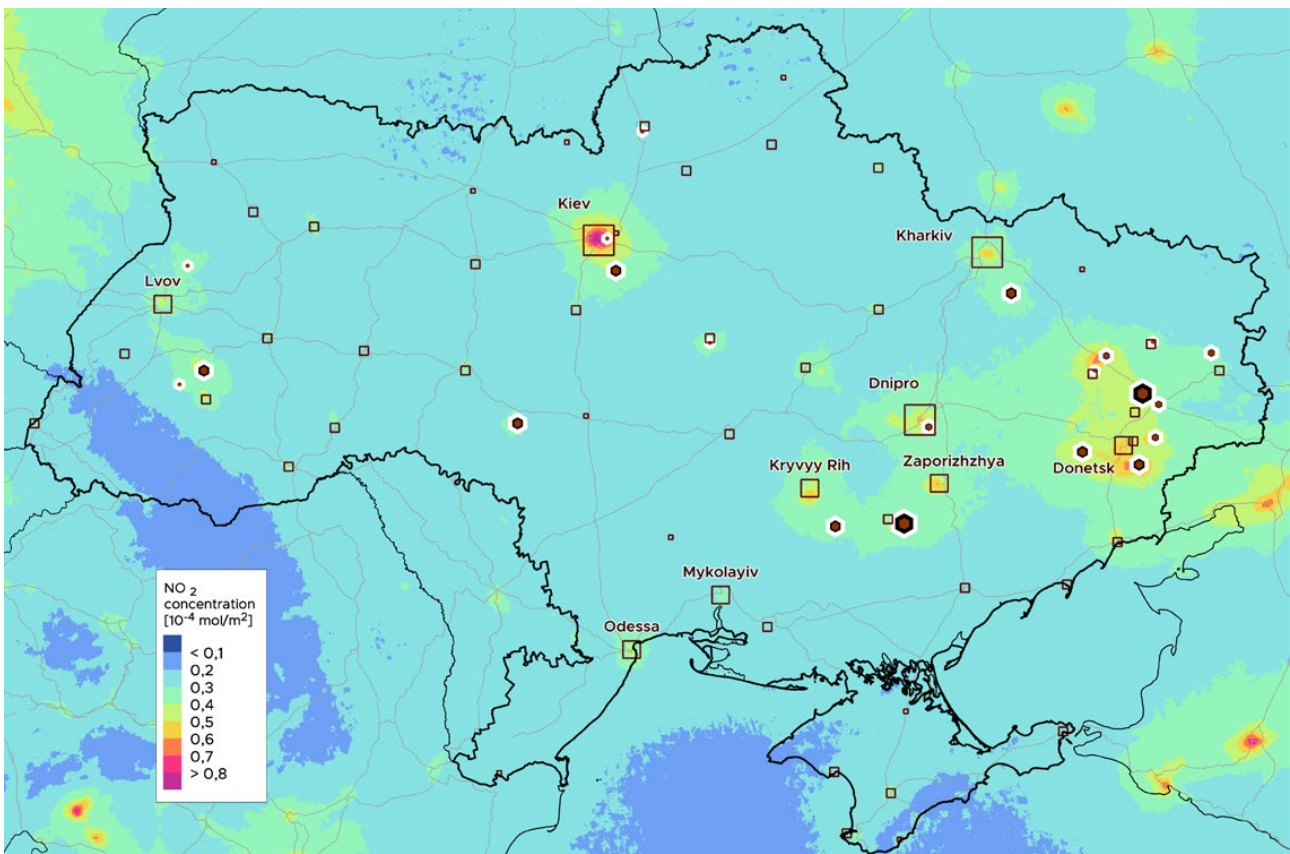 Kiev
Kharkiv
Lvov
Dnipro
Kryvyy Rih
Zaporizhzhya
Donetsk
Mykolayiv
Odessa
NO 2
concentration
[10⁻⁴ mol/m²]
< 0,1
0,2
0,3
0,4
0,5
0,6
0,7
> 0,8